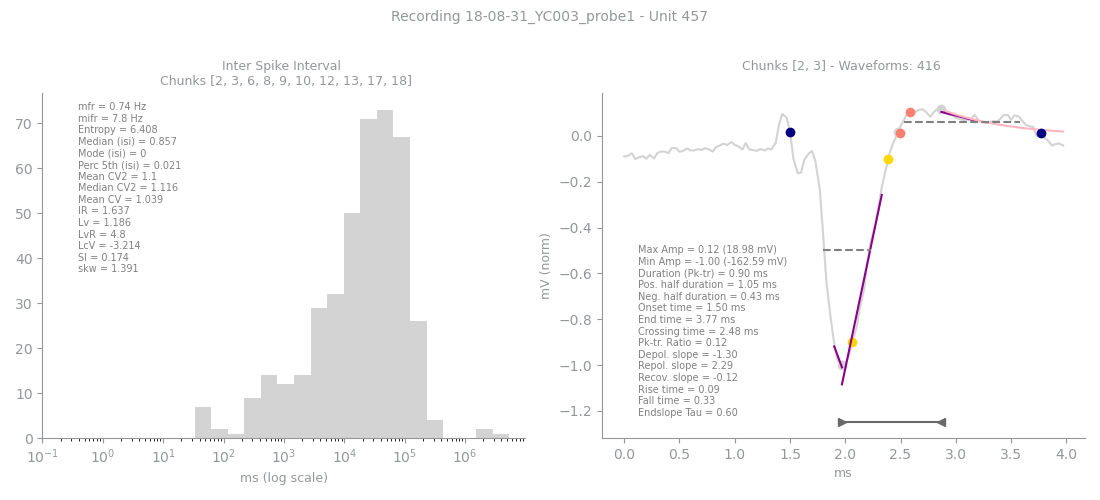 Recording 18-08-31_YC003_probe1 - Unit 457
Inter Spike Interval
Chunks [2, 3, 6, 8, 9, 10, 12, 13, 17, 18]
mfr = 0.74 Hz
mifr = 7.8 Hz
Entropy = 6.408
Median (isi) = 0.857
Mode (isi) = 0
Perc 5th (isi) = 0.021
Mean CV2 = 1.1
Median CV2 = 1.116
Mean CV = 1.039
IR = 1.637
Lv = 1.186
LvR = 4.8
LcV = -3.214
SI = 0.174
skw = 1.391
70
60
50
40
30
20
10
0
10⁻¹ 10⁰ 10¹ 10² 10³ 10⁴ 10⁵ 10⁶
ms (log scale)
Chunks [2, 3] - Waveforms: 416
mV (norm)
0.0
−0.2
−0.4
−0.6
−0.8
−1.0
−1.2
Max Amp = 0.12 (18.98 mV)
Min Amp = -1.00 (-162.59 mV)
Duration (Pk-tr) = 0.90 ms
Pos. half duration = 1.05 ms
Neg. half duration = 0.43 ms
Onset time = 1.50 ms
End time = 3.77 ms
Crossing time = 2.48 ms
Pk-tr. Ratio = 0.12
Depol. slope = -1.30
Repol. slope = 2.29
Recov. slope = -0.12
Rise time = 0.09
Fall time = 0.33
Endslope Tau = 0.60
0.0 0.5 1.0 1.5 2.0 2.5 3.0 3.5 4.0
ms